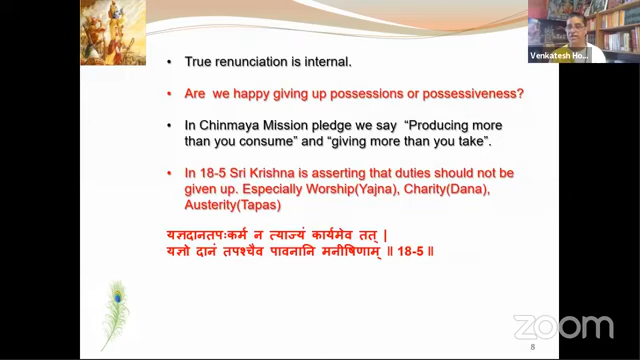 Venkatesh Ho...
• True renunciation is internal.
• Are we happy giving up possessions or possessiveness?
• In Chinmaya Mission pledge we say “Producing more
than you consume” and “giving more than you take”.
• In 18-5 Sri Krishna is asserting that duties should not be
given up. Especially Worship(Yajna), Charity(Dana),
Austerity(Tapas)
यज्ञदानतपःकर्म न त्याज्यं कार्यमेव तत् |
यज्ञो दानं तपश्चैव पावनानि मनीषिणाम् ॥ 18-5 ॥
zoom
8